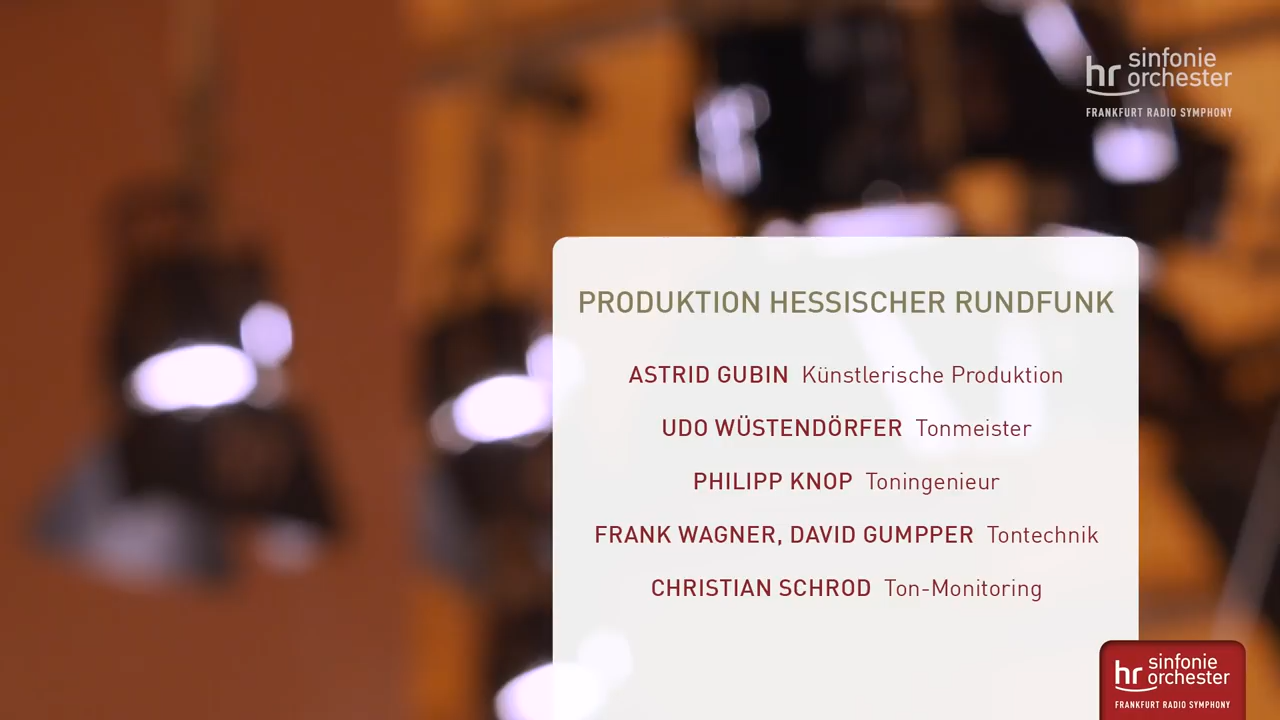 hr sinfonie
orchester
FRANKFURT RADIO SYMPHONY
PRODUKTION HESSISCHER RUNDFUNK
ASTRID GUBIN Künstlerische Produktion
UDO WÜSTENDÖRFER Tonmeister
PHILIPP KNOP Toningenieur
FRANK WAGNER, DAVID GUMPPER Tontechnik
CHRISTIAN SCHROD Ton-Monitoring
hr sinfonie
orchester
FRANKFURT RADIO SYMPHONY